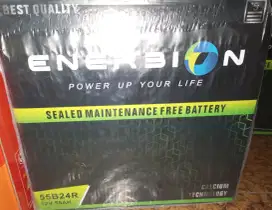 BEST QUALITY
ENERBION
POWER UP YOUR LIFE
SEALED MAINTENANCE FREE BATTERY
55B24R
CALCIUM
TECHNOLOGY